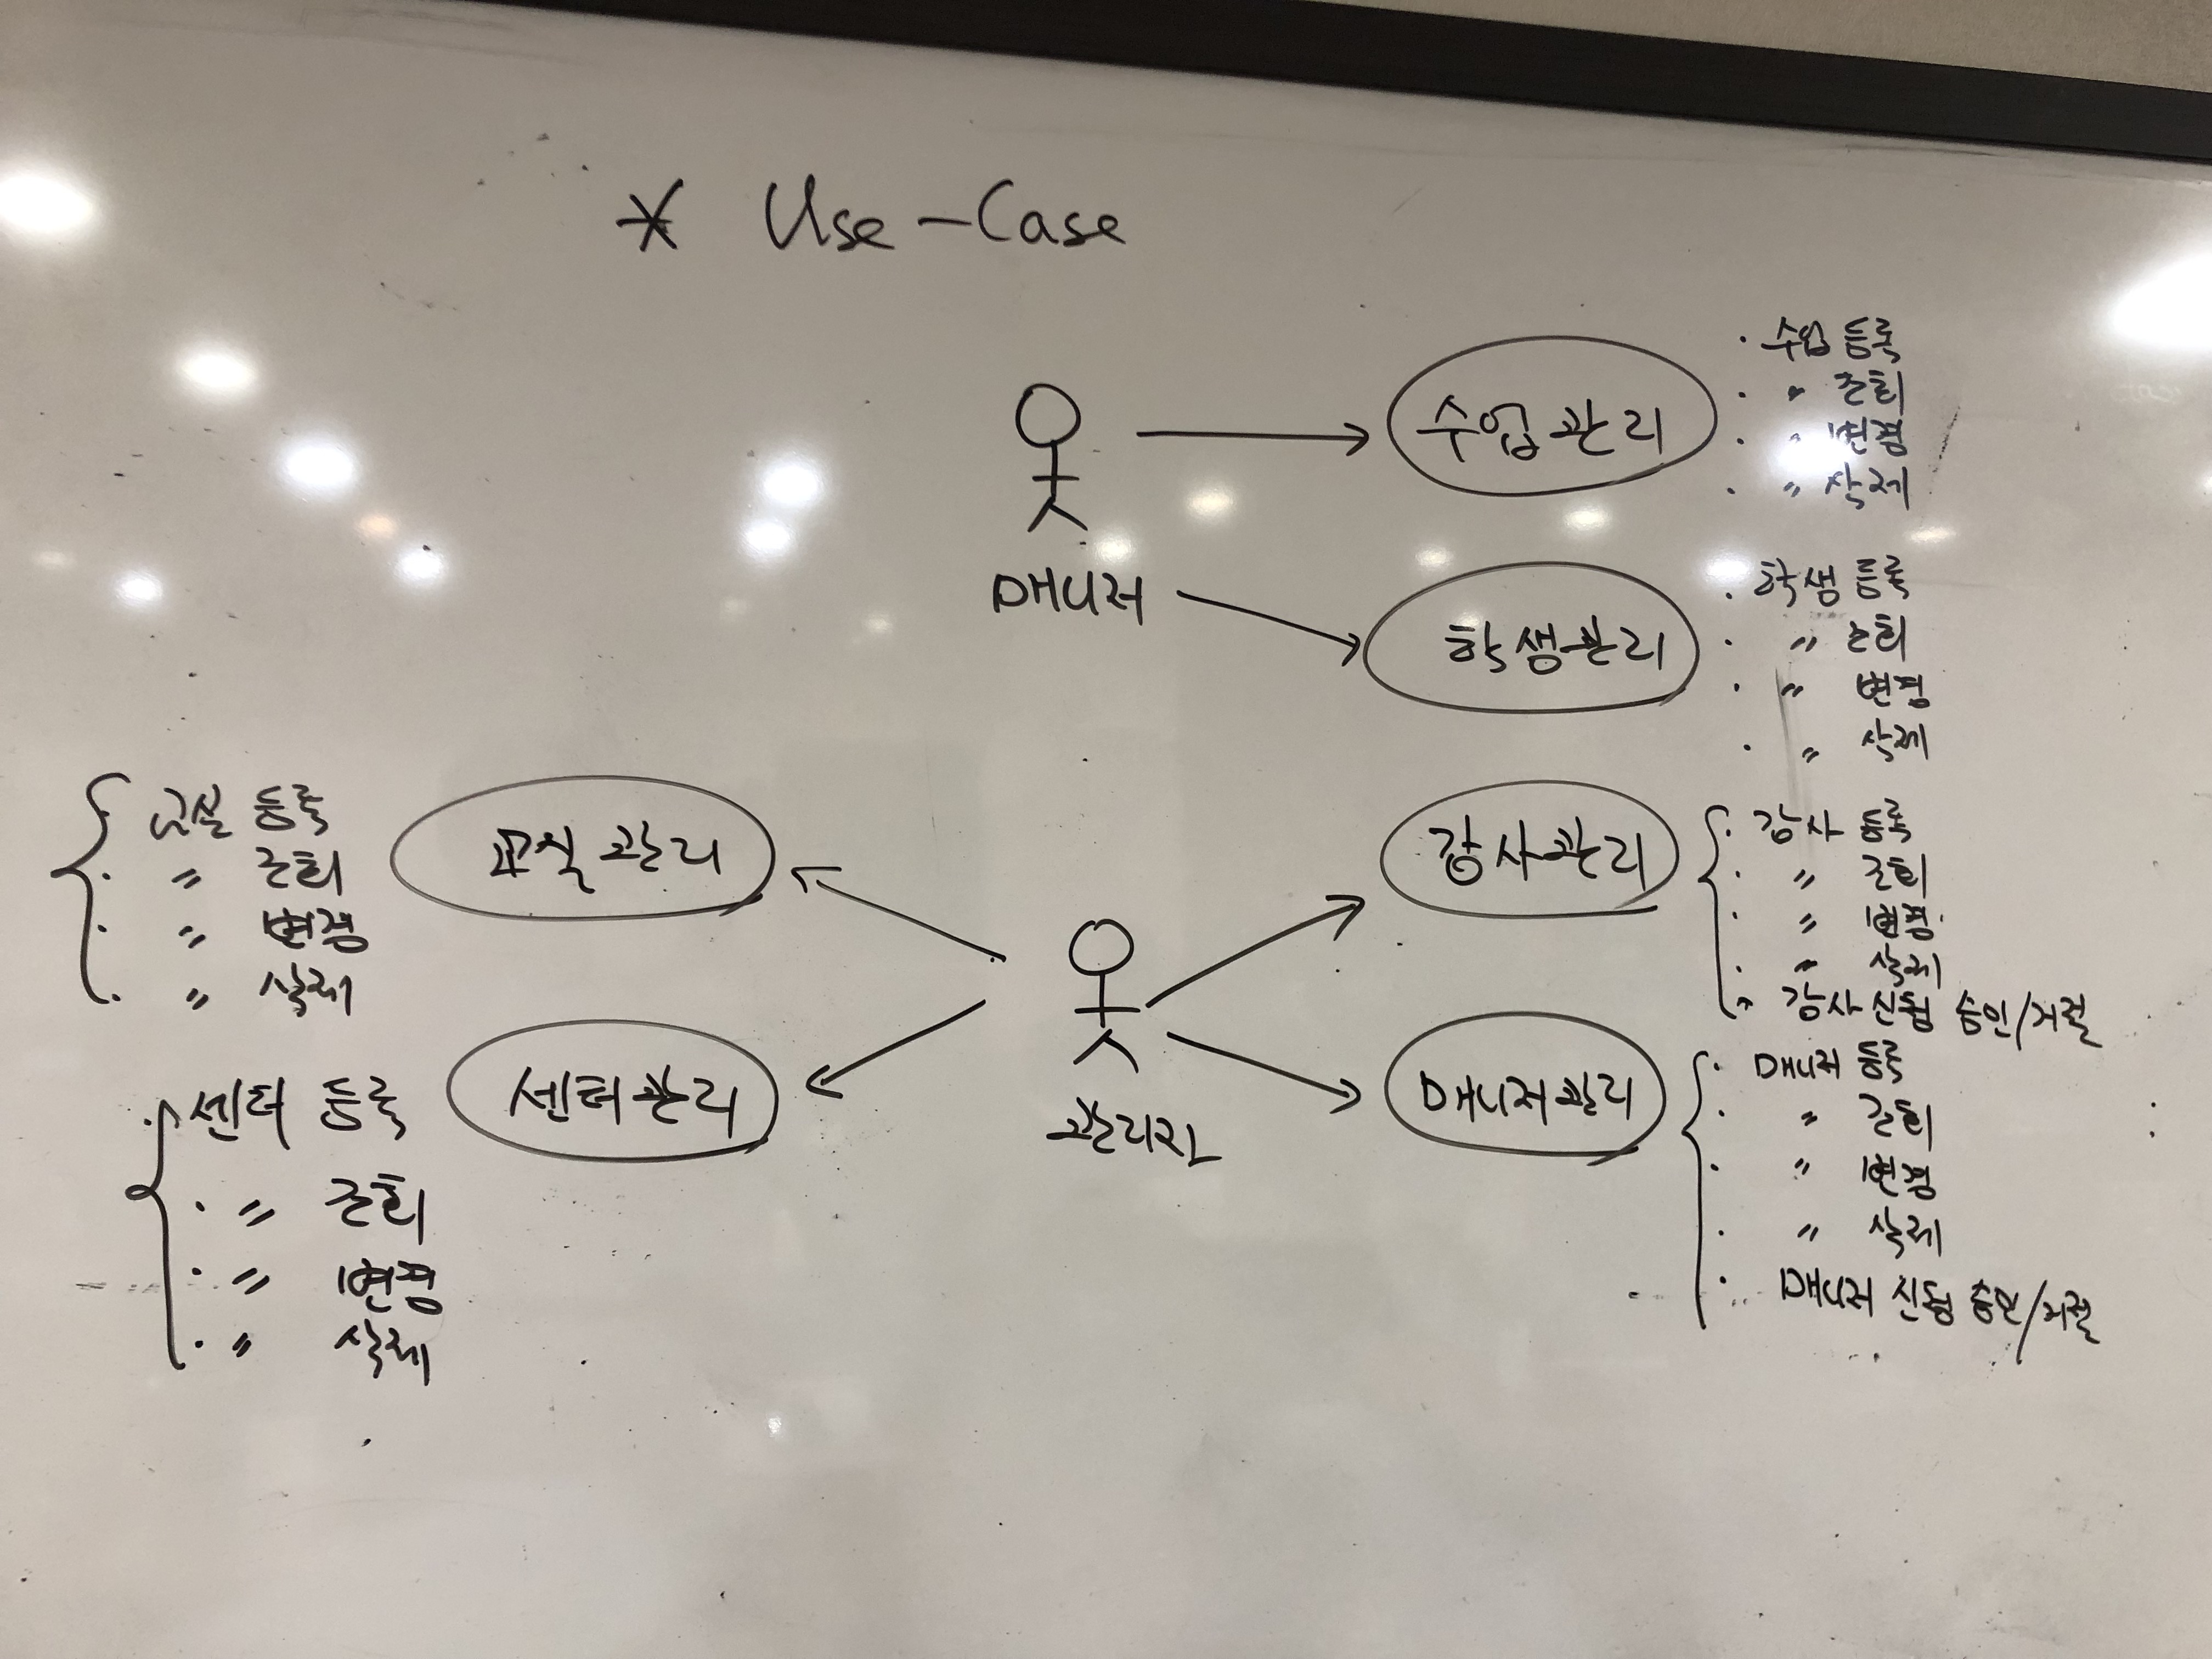 * Use-Case
수업관리
· 수업 등록
· 〃 조회
· 〃 변경
· 〃 삭제
매니저
학생관리
· 학생 등록
· 〃 조회
· 〃 변경
· 〃 삭제
교실 등록
· 〃 조회
· 〃 변경
· 〃 삭제
교실관리
강사관리
· 강사 등록
· 〃 조회
· 〃 변경
· 〃 삭제
· 강사 신청 승인/거절
· 센터 등록
· 〃 조회
· 〃 변경
· 〃 삭제
센터관리
관리자
매니저관리
· 매니저 등록
· 〃 조회
· 〃 변경
· 〃 삭제
· 매니저 신청 승인/거절